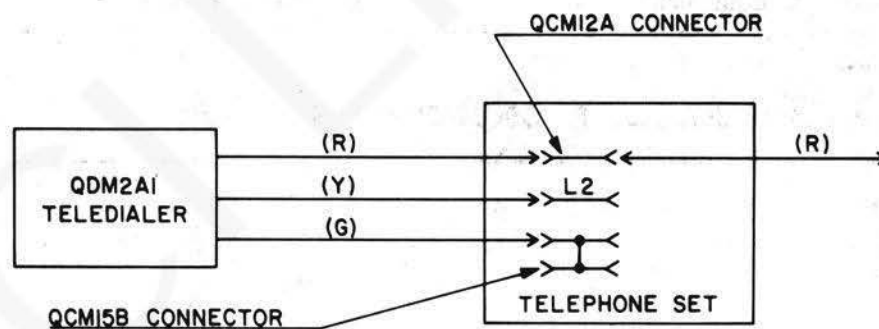 QCM12A CONNECTOR
(R)
(R)
QDM2A1
TELEDIALER
(Y)
L2
(G)
TELEPHONE SET
QCM15B CONNECTOR